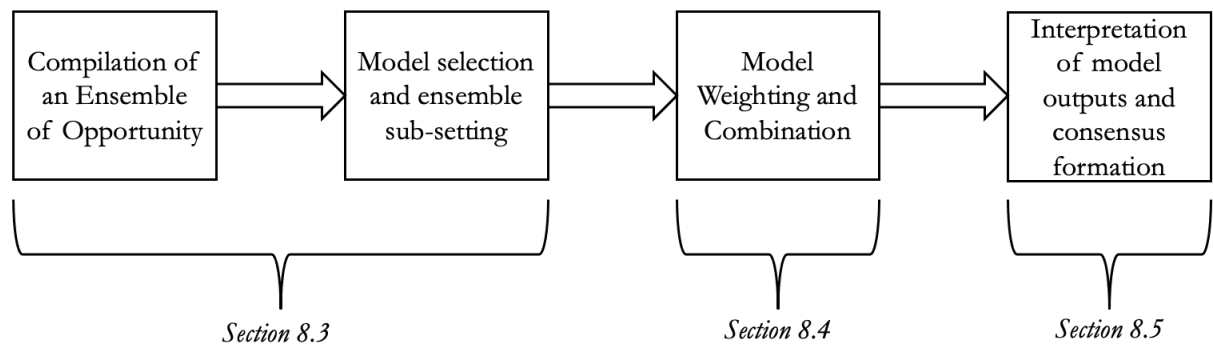 Compilation of
an Ensemble
of Opportunity
Model selection
and ensemble
sub-setting
Model
Weighting and
Combination
Interpretation
of model
outputs and
consensus
formation
Section 8.3
Section 8.4
Section 8.5